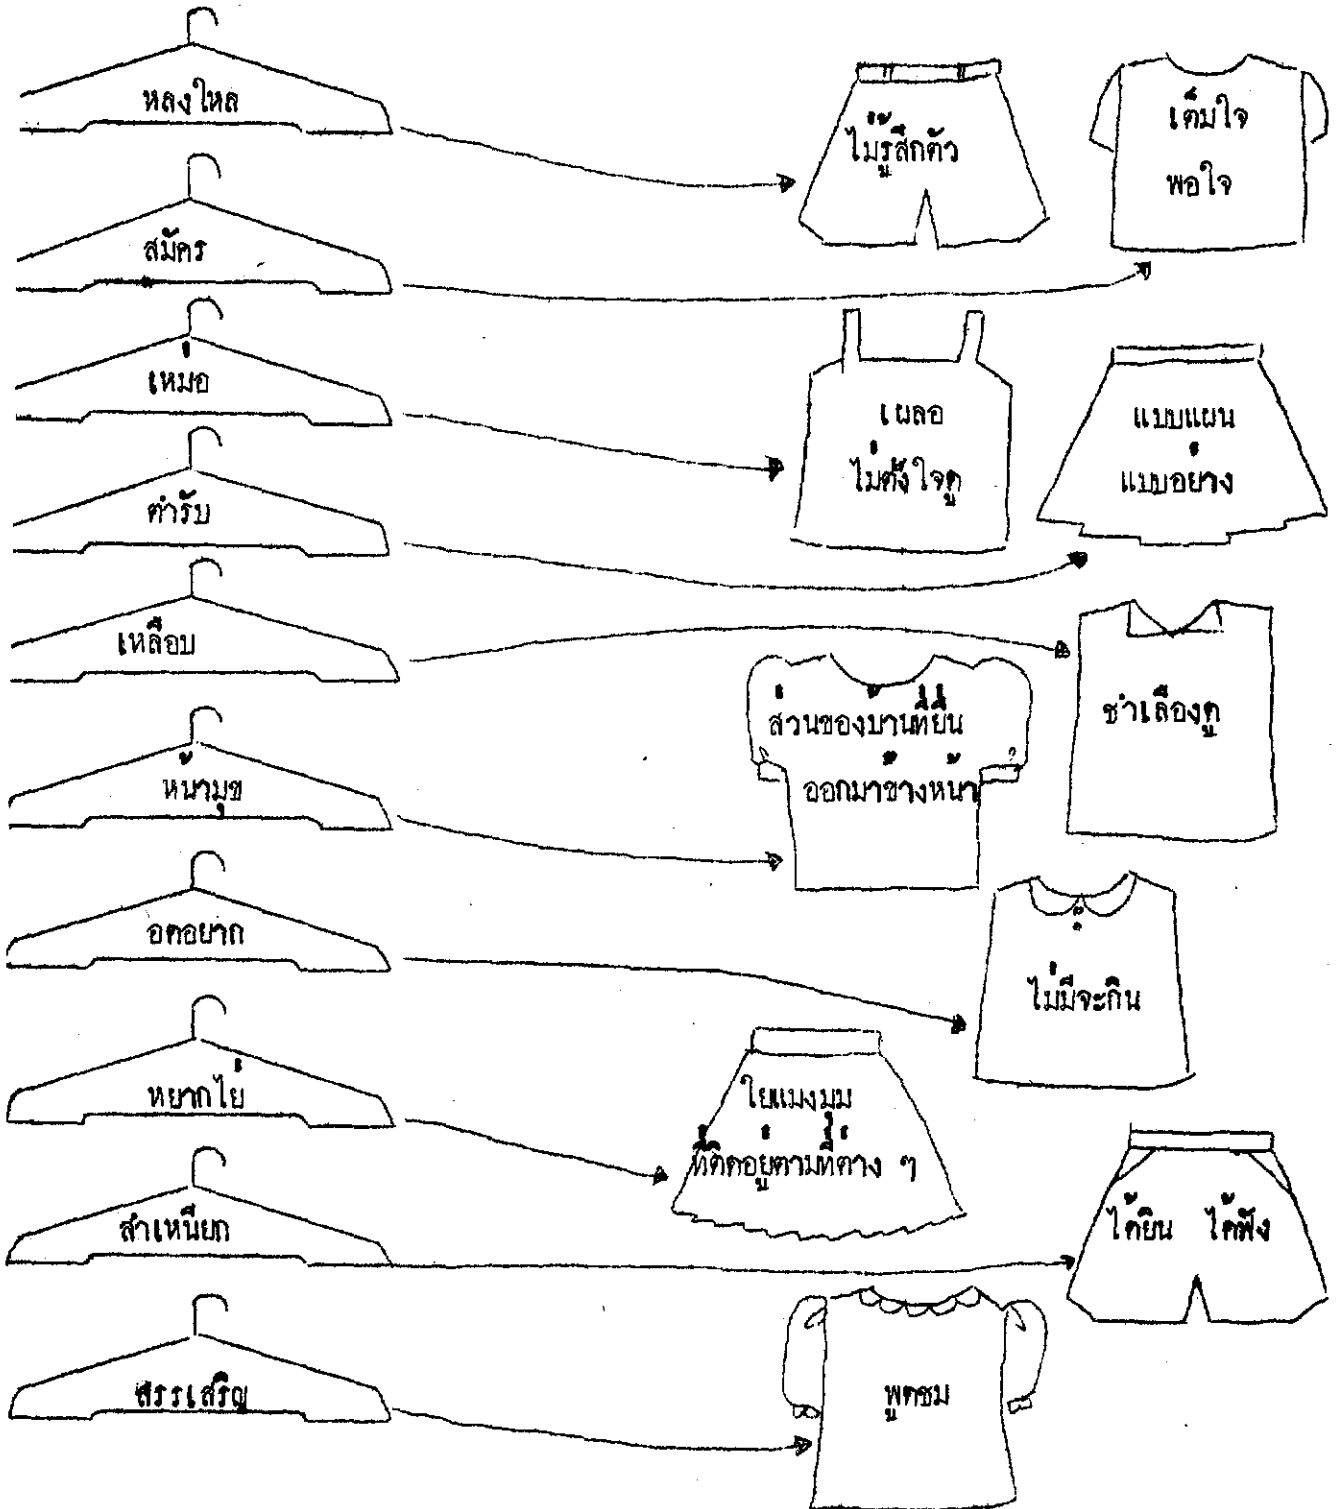 หลงใหล
ไม่รู้สึกตัว
เต็มใจ
พอใจ
สมัคร
เหม่อ
เผลอ
ไม่ตั้งใจดู
แบบแผน
แบบอย่าง
ตำรับ
เหลือบ
ชำเลืองดู
ส่วนของบ้านที่ยื่น
ออกมาข้างหน้า
หน้ามุข
อดอยาก
ไม่มีจะกิน
หยากไย่
ใยแมงมุม
ที่ติดอยู่ตามที่ต่าง ๆ
สำเหนียก
ได้ยิน ได้ฟัง
สรรเสริญ
พูดชม